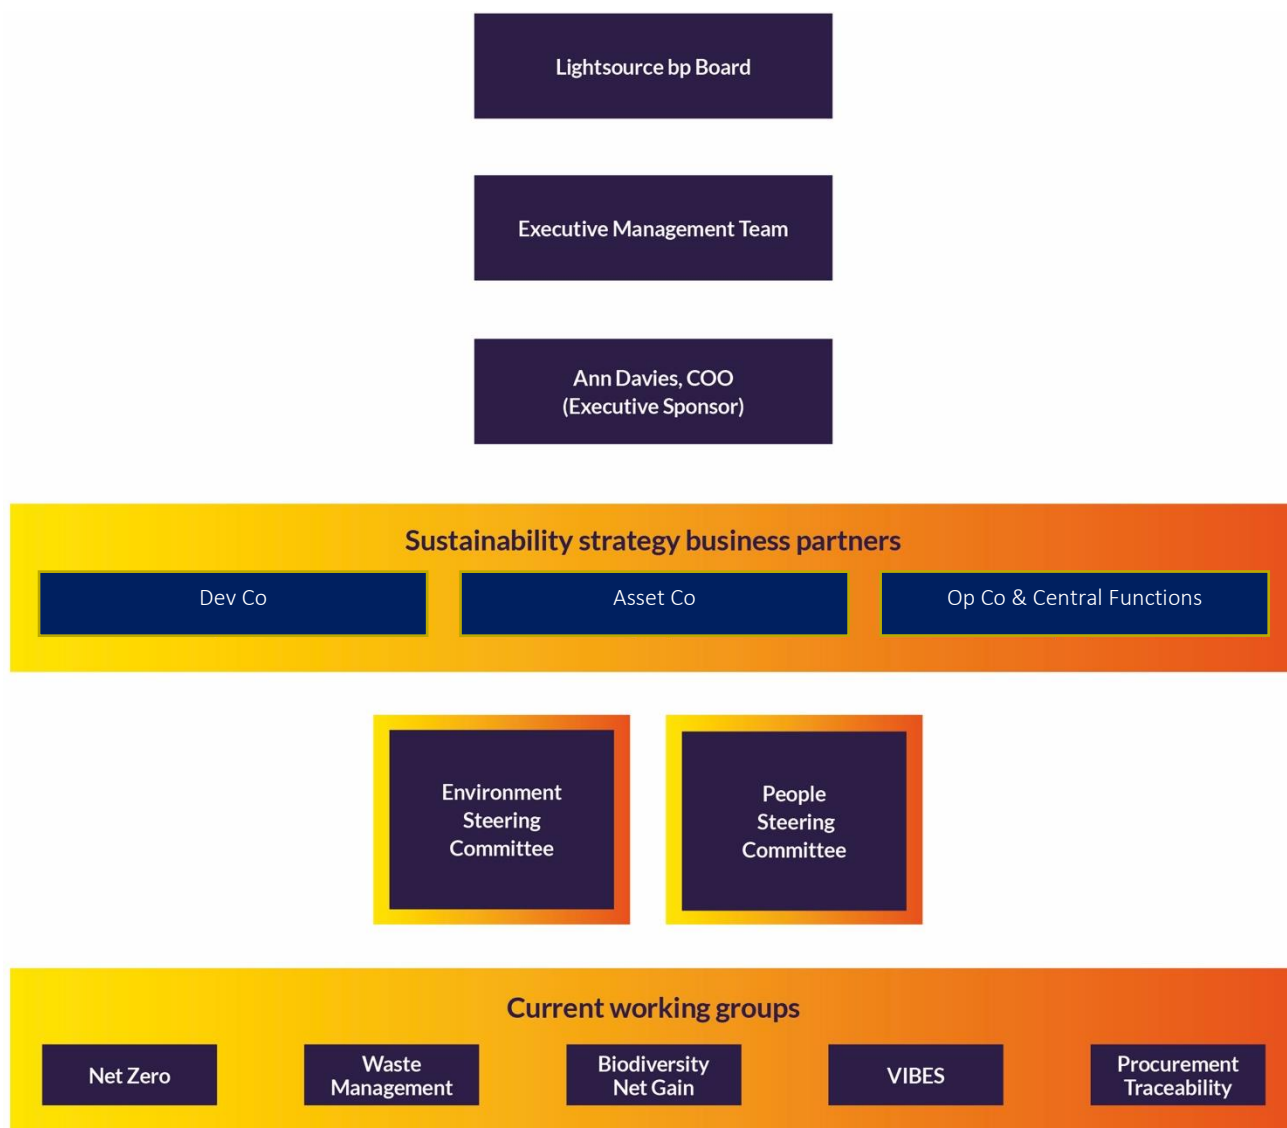 Lightsource bp Board
Executive Management Team
Ann Davies, COO
(Executive Sponsor)
Sustainability strategy business partners
Dev Co
Asset Co
Op Co & Central Functions
Environment
Steering
Committee
People
Steering
Committee
Current working groups
Net Zero
Waste
Management
Biodiversity
Net Gain
VIBES
Procurement
Traceability